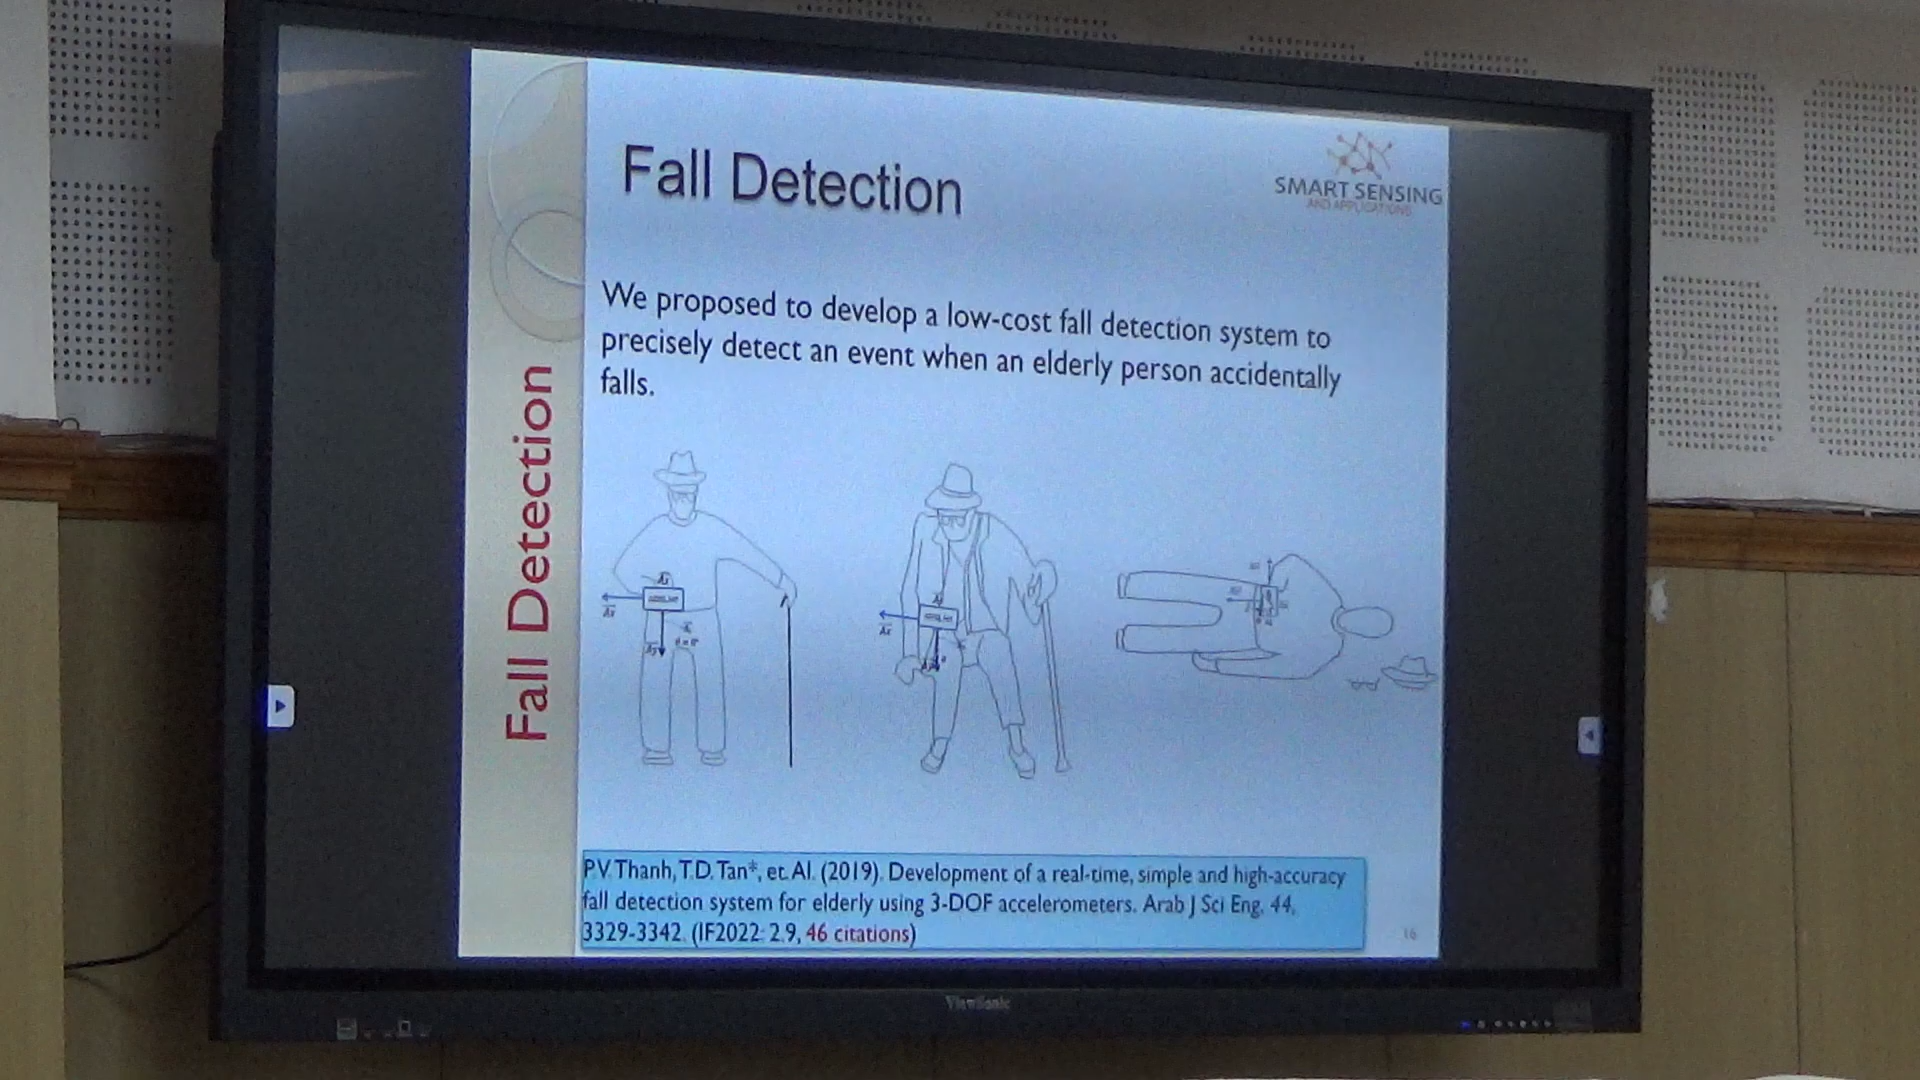 Fall Detection
SMART SENSING
AND APPLICATIONS
We proposed to develop a low-cost fall detection system to
precisely detect an event when an elderly person accidentally
falls.
Fall Detection
P.V. Thanh, T.D. Tan*, et. Al. (2019). Development of a real-time, simple and high-accuracy
fall detection system for elderly using 3-DOF accelerometers. Arab J Sci Eng. 44,
3329-3342. (IF2022: 2.9, 46 citations)
16
ViewSonic